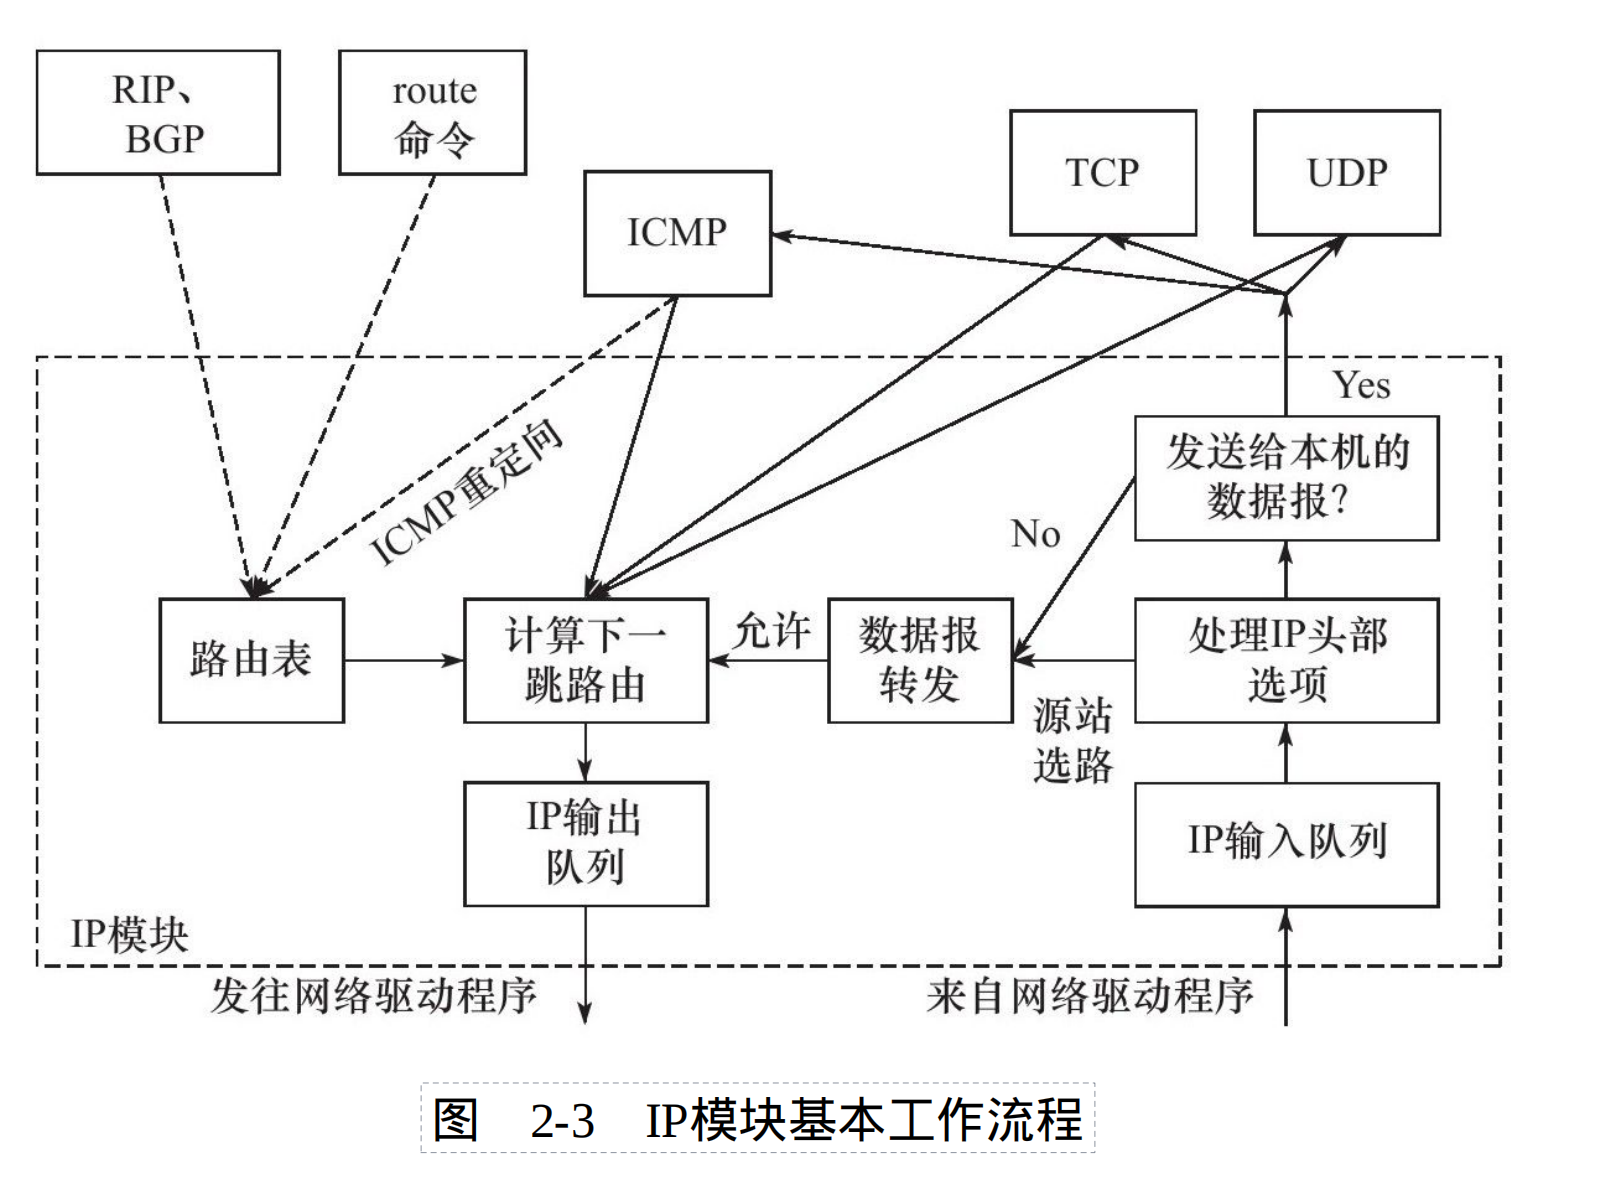 RIP、
BGP
route
命令
ICMP
TCP
UDP
Yes
发送给本机的
数据报？
No
ICMP重定向
路由表
计算下一
跳路由
允许
数据报
转发
处理IP头部
选项
源站
选路
IP输出
队列
IP输入队列
IP模块
发往网络驱动程序
来自网络驱动程序
图 2-3 IP模块基本工作流程